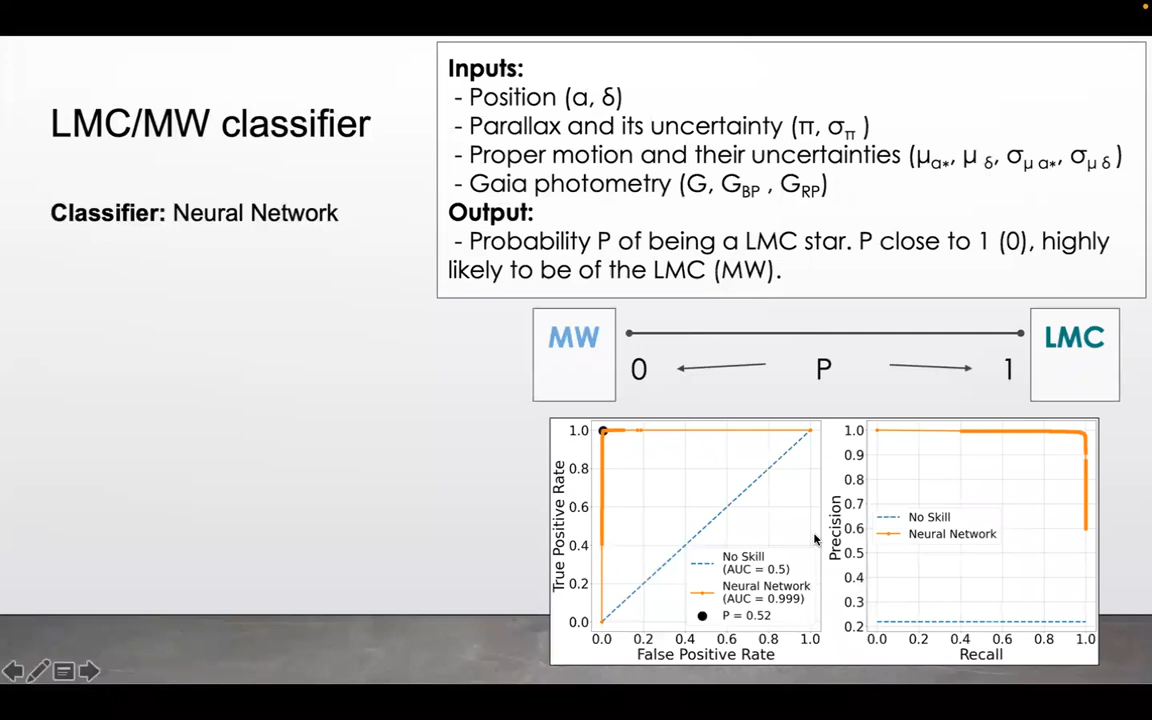 LMC/MW classifier
Classifier: Neural Network
Inputs:
- Position (α, δ)
- Parallax and its uncertainty (π, σπ )
- Proper motion and their uncertainties (μα*, μ δ, σμ α*, σμ δ )
- Gaia photometry (G, GBP , GRP)
Output:
- Probability P of being a LMC star. P close to 1 (0), highly
likely to be of the LMC (MW).
MW
LMC
0
P
1
True Positive Rate
1.0
0.8
0.6
0.4
0.2
0.0
No Skill
(AUC = 0.5)
Neural Network
(AUC = 0.999)
P = 0.52
0.0 0.2 0.4 0.6 0.8 1.0
False Positive Rate
Precision
1.0
0.9
0.8
0.7
0.6
0.5
0.4
0.3
0.2
No Skill
Neural Network
0.0 0.2 0.4 0.6 0.8 1.0
Recall